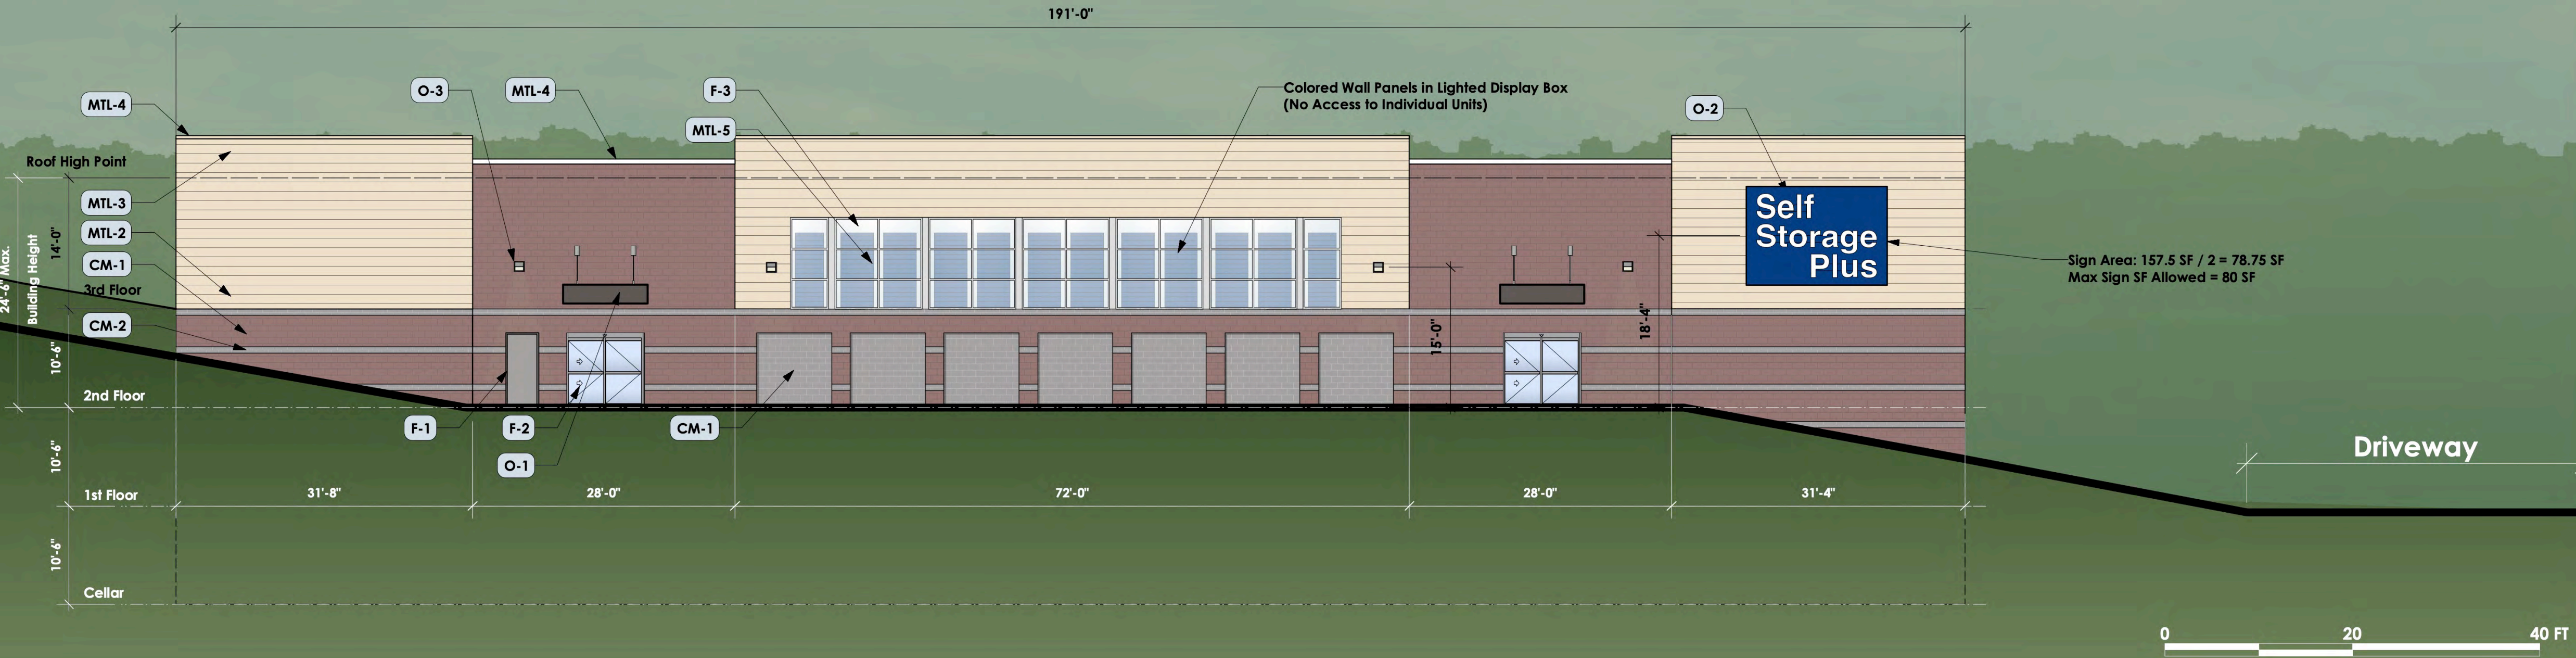 191'-0"
MTL-4
O-3
MTL-4
F-3
MTL-5
Colored Wall Panels in Lighted Display Box
(No Access to Individual Units)
O-2
Roof High Point
MTL-3
MTL-2
CM-1
3rd Floor
CM-2
24'-6" Max.
Building Height
14'-0"
10'-6"
2nd Floor
10'-6"
1st Floor
10'-6"
Cellar
Self
Storage
Plus
Sign Area: 157.5 SF / 2 = 78.75 SF
Max Sign SF Allowed = 80 SF
15'-0"
18'-4"
F-1
F-2
O-1
CM-1
31'-8"
28'-0"
72'-0"
28'-0"
31'-4"
Driveway
0
20
40 FT